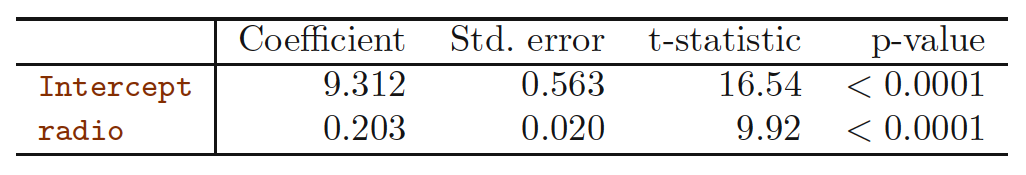 Coefficient Std. error t-statistic p-value
Intercept 9.312 0.563 16.54 < 0.0001
radio 0.203 0.020 9.92 < 0.0001